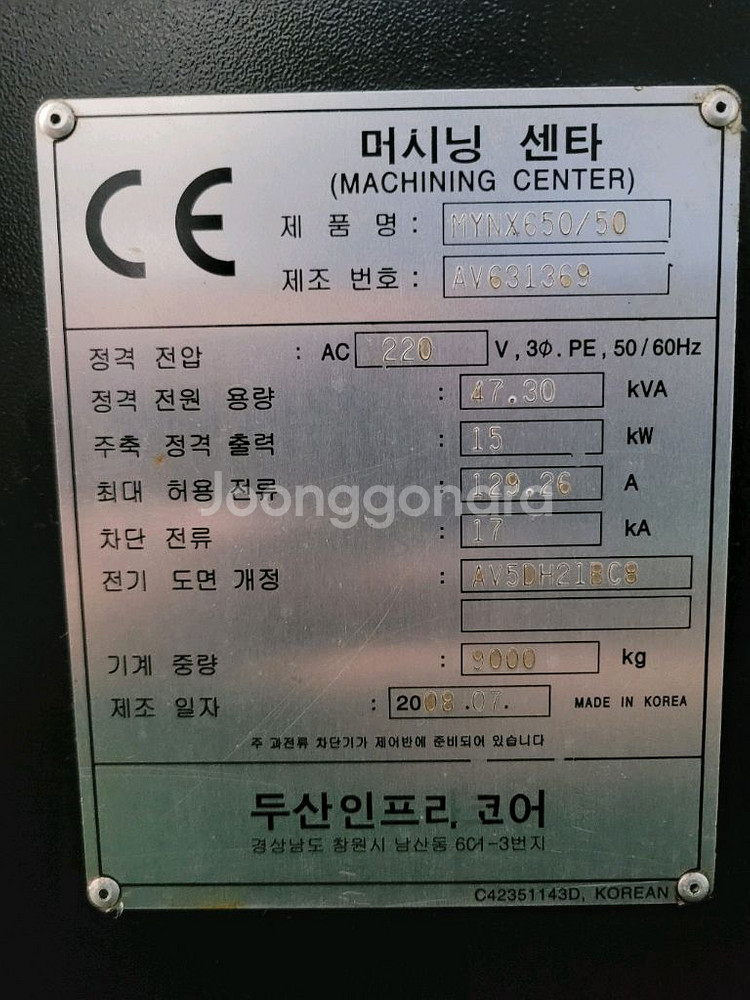 CE
머시닝 센타
(MACHINING CENTER)
제 품 명 : MYNX650/50
제조 번호 : AV631369
정격 전압 : AC 220 V , 3Φ . PE , 50/60Hz
정격 전원 용량 : 47.30 kVA
주축 정격 출력 : 15 kW
최대 허용 전류 : 129.26 A
Joonggonara
차단 전류 : 17 kA
전기 도면 개정 : AV5DH21BC8
기계 중량 : 9000 kg
제조 일자 : 2008.07. MADE IN KOREA
주 과전류 차단기가 제어반에 준비되어 있습니다
두산인프라코어
경상남도 창원시 남산동 601-3번지
C42351143D, KOREAN